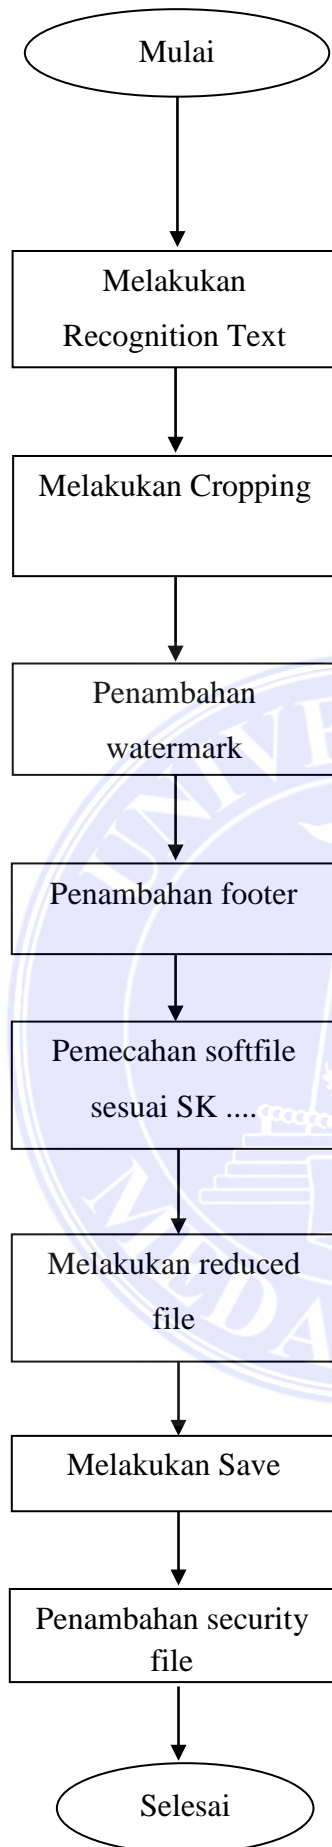 Mulai
Melakukan
Recognition Text
Melakukan Cropping
Penambahan
watermark
Penambahan footer
Pemecahan softfile
sesuai SK ....
Melakukan reduced
file
Melakukan Save
Penambahan security
file
Selesai